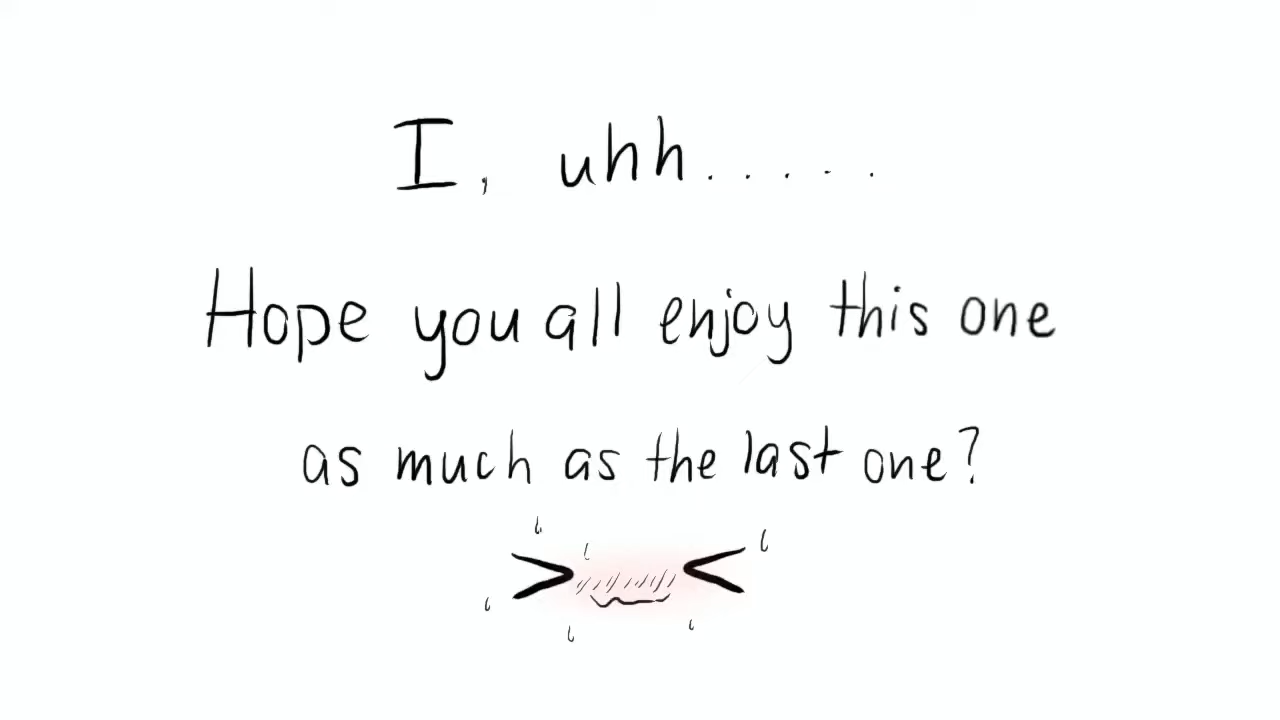 I, uhh.....
Hope you all enjoy this one
as much as the last one?